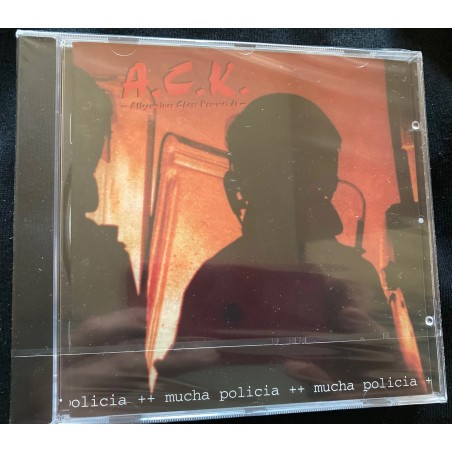 A.C.K.
policia ++ mucha policia ++ mucha policia +